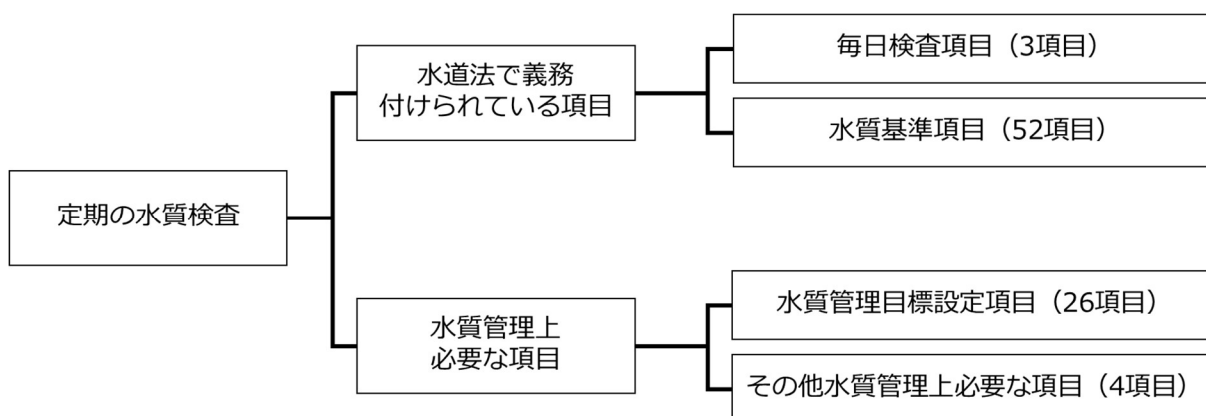 定期の水質検査
水道法で義務
付けられている項目
毎日検査項目（3項目）
水質基準項目（52項目）
水質管理上
必要な項目
水質管理目標設定項目（26項目）
その他水質管理上必要な項目（4項目）